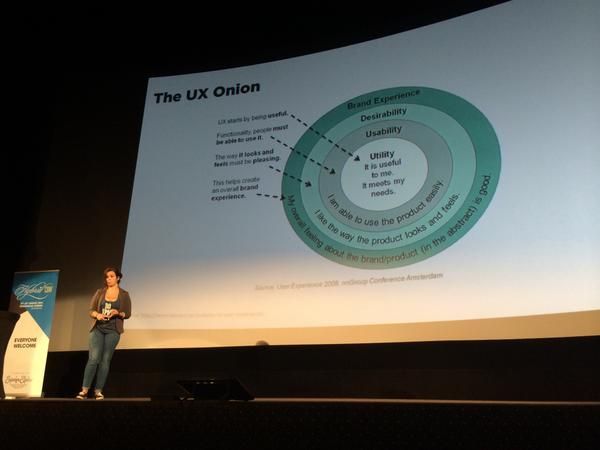 The UX Onion
UX starts by being useful.
Functionality, people must
be able to use it.
The way it looks and
feels must be pleasing.
This helps create
an overall brand
experience.
Brand Experience
Desirability
Usability
Utility
It is useful
to me.
It meets my
needs.
I am able to use the product easily.
I like the way the product looks and feels.
My overall feeling about the brand/product (in the abstract) is good.
Source: User Experience 2008, nnGroup Conference Amsterdam
EVERYONE
WELCOME